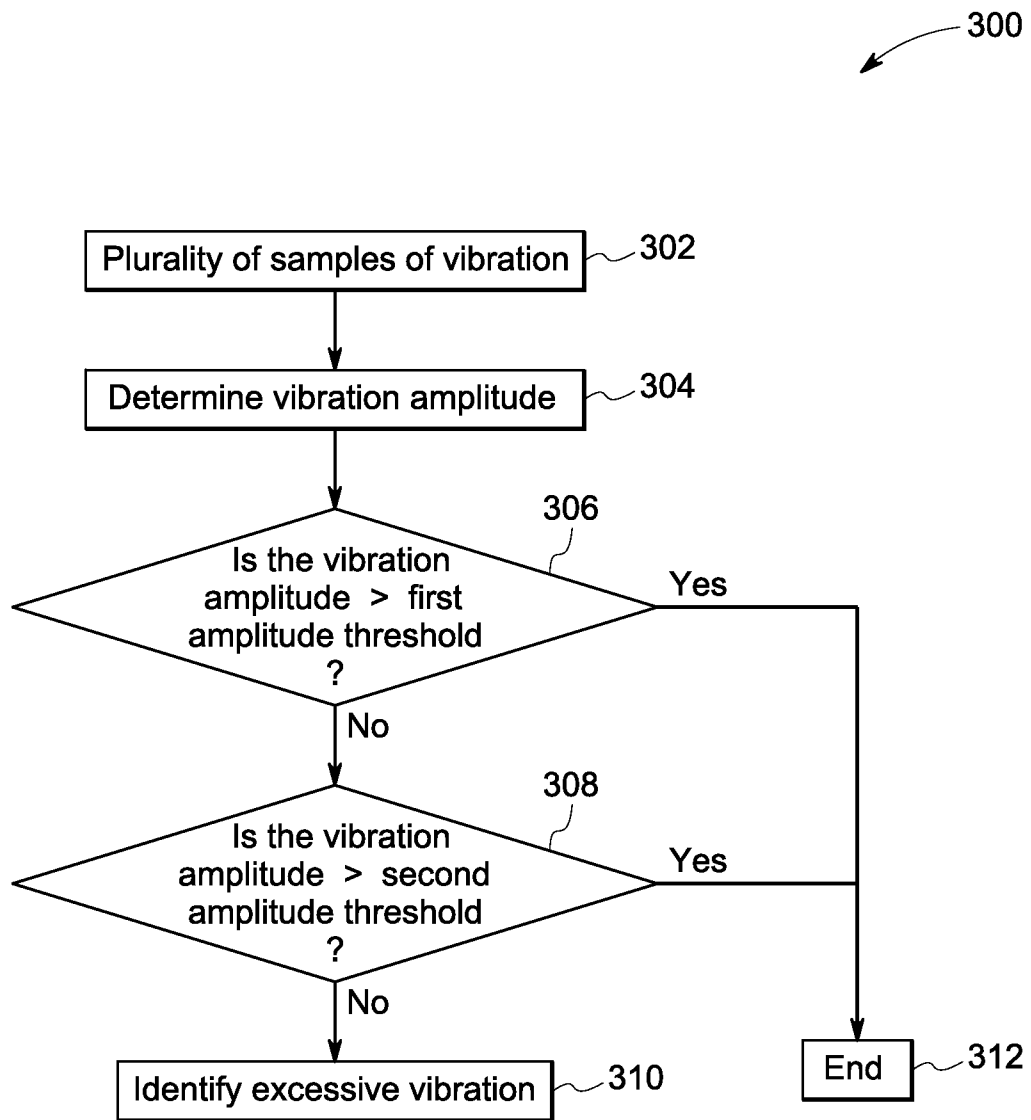 300
Plurality of samples of vibration
302
Determine vibration amplitude
304
306
Is the vibration
amplitude > first
amplitude threshold
?
Yes
No
308
Is the vibration
amplitude > second
amplitude threshold
?
Yes
No
Identify excessive vibration
310
End
312